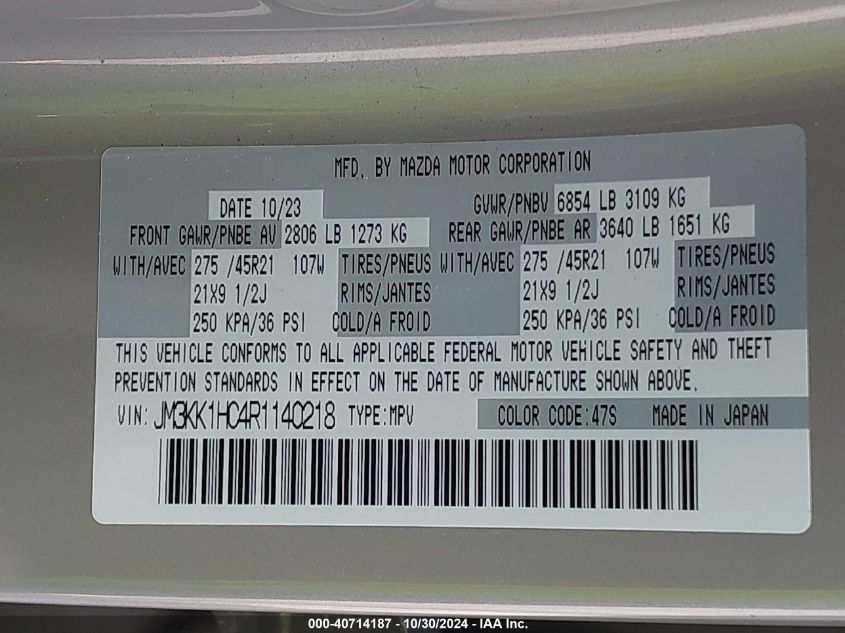 MFD. BY MAZDA MOTOR CORPORATION
DATE 10/23 GVWR/PNBV 6854 LB 3109 KG
FRONT GAWR/PNBE AV 2806 LB 1273 KG REAR GAWR/PNBE AR 3640 LB 1651 KG
WITH/AVEC 275 /45R21 107W TIRES/PNEUS WITH/AVEC 275 /45R21 107W TIRES/PNEUS
21X9 1/2J RIMS/JANTES 21X9 1/2J RIMS/JANTES
250 KPA/36 PSI COLD/A FROID 250 KPA/36 PSI COLD/A FROID
THIS VEHICLE CONFORMS TO ALL APPLICABLE FEDERAL MOTOR VEHICLE SAFETY AND THEFT
PREVENTION STANDARDS IN EFFECT ON THE DATE OF MANUFACTURE SHOWN ABOVE.
VIN: JM3KK1HC4R1140218 TYPE:MPV COLOR CODE:47S MADE IN JAPAN
000-40714187 - 10/30/2024 - IAA Inc.